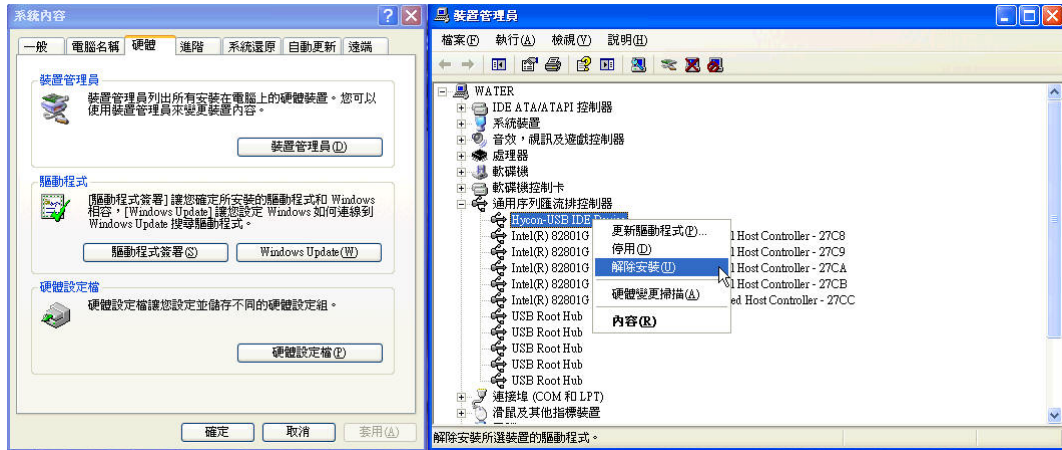 系統內容
一般 電腦名稱 硬體 進階 系統還原 自動更新 遠端
裝置管理員
裝置管理員列出所有安裝在電腦上的硬體裝置。您可以
使用裝置管理員來變更裝置內容。
裝置管理員(D)
驅動程式
[驅動程式簽署] 讓您確定所安裝的驅動程式和 Windows
相容，[Windows Update] 讓您設定 Windows 如何連線到
Windows Update 搜尋驅動程式。
驅動程式簽署(S) Windows Update(W)
硬體設定檔
硬體設定檔讓您設定並儲存不同的硬體設定組。
硬體設定檔(P)
確定 取消 套用(A)
裝置管理員
檔案(F) 執行(A) 檢視(V) 說明(H)
WATER
IDE ATA/ATAPI 控制器
系統裝置
音效，視訊及遊戲控制器
處理器
軟碟機
軟碟機控制卡
通用序列匯流排控制器
Hycon-USB IDE
Intel(R) 82801G l Host Controller - 27C8
Intel(R) 82801G l Host Controller - 27C9
Intel(R) 82801G l Host Controller - 27CA
Intel(R) 82801G l Host Controller - 27CB
Intel(R) 82801G ed Host Controller - 27CC
USB Root Hub
USB Root Hub
USB Root Hub
USB Root Hub
USB Root Hub
連接埠 (COM 和 LPT)
滑鼠及其他指標裝置
更新驅動程式(P)...
停用(D)
解除安裝(U)
硬體變更掃描(A)
內容(R)
解除安裝所選裝置的驅動程式。